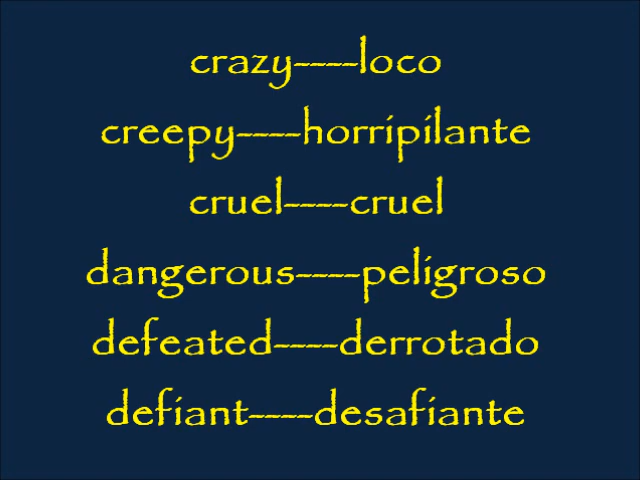 crazy----loco
creepy----horripilante
cruel----cruel
dangerous----peligroso
defeated----derrotado
defiant----desafiante